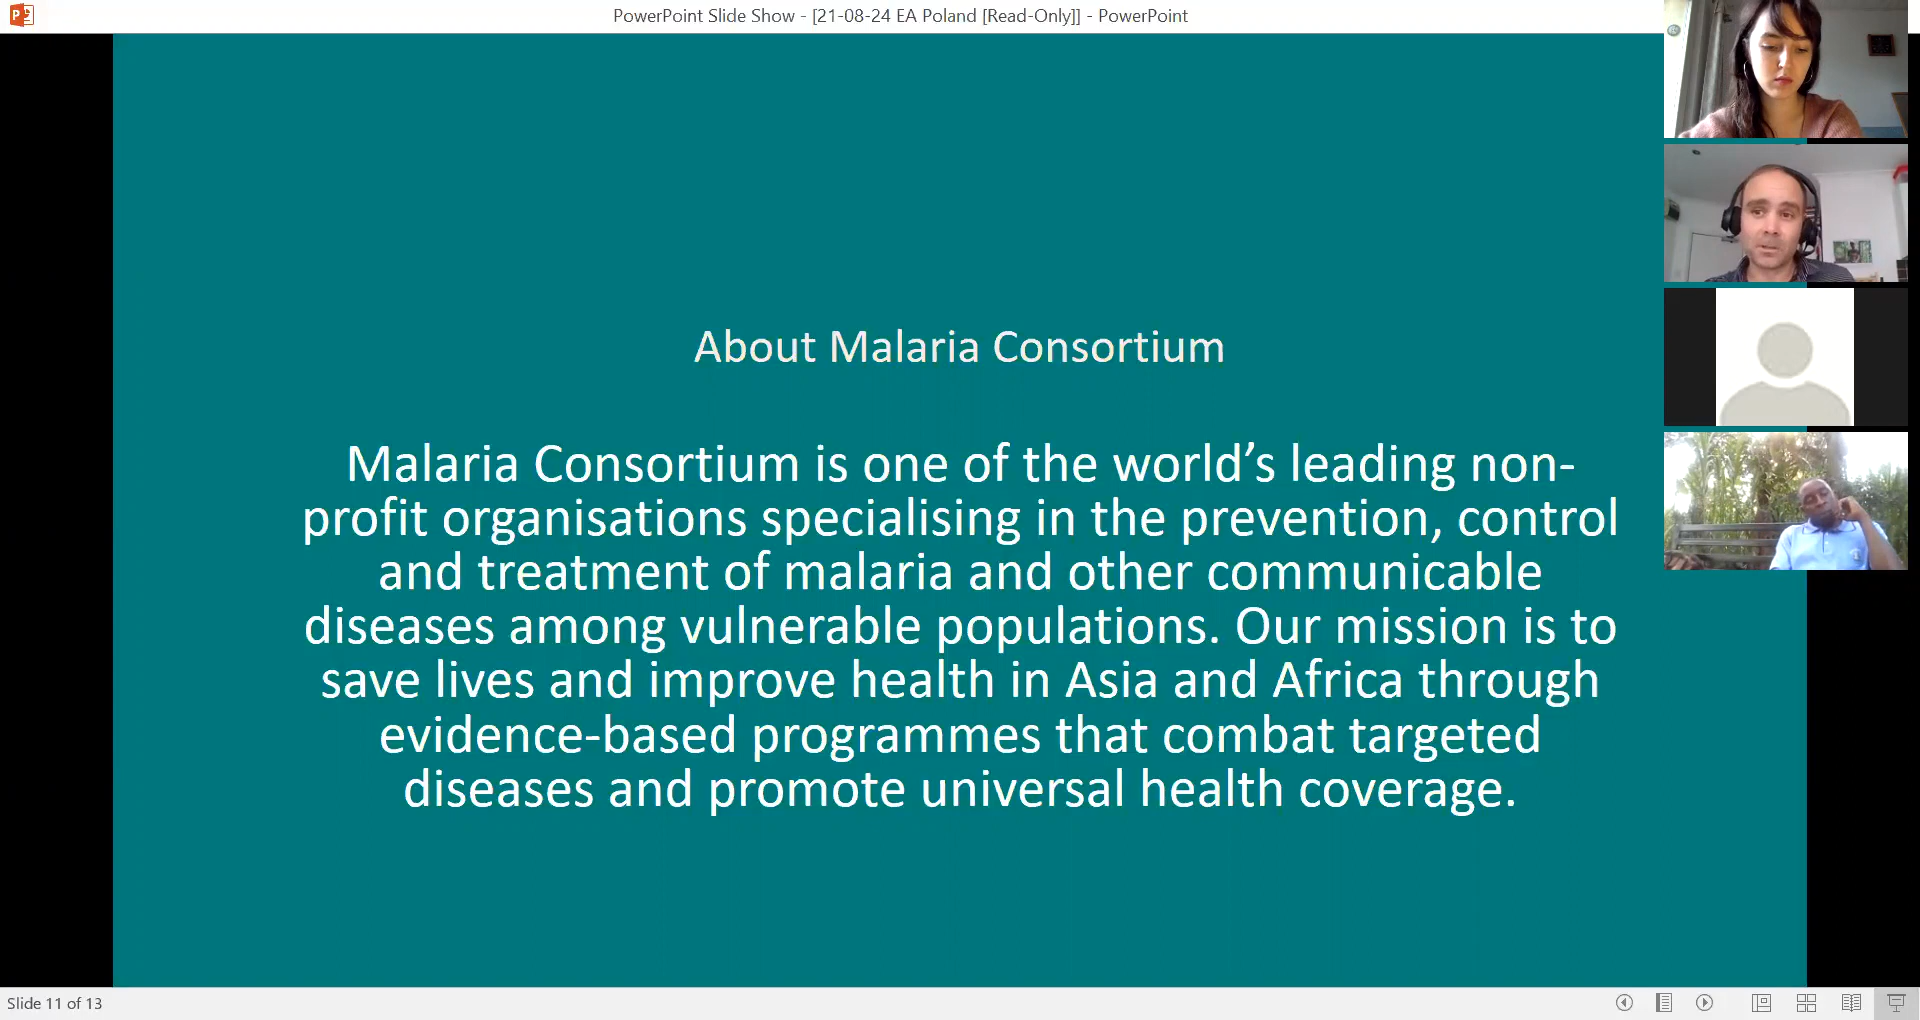 PowerPoint Slide Show - [21-08-24 EA Poland [Read-Only]] - PowerPoint
About Malaria Consortium
Malaria Consortium is one of the world’s leading non-
profit organisations specialising in the prevention, control
and treatment of malaria and other communicable
diseases among vulnerable populations. Our mission is to
save lives and improve health in Asia and Africa through
evidence-based programmes that combat targeted
diseases and promote universal health coverage.
Slide 11 of 13